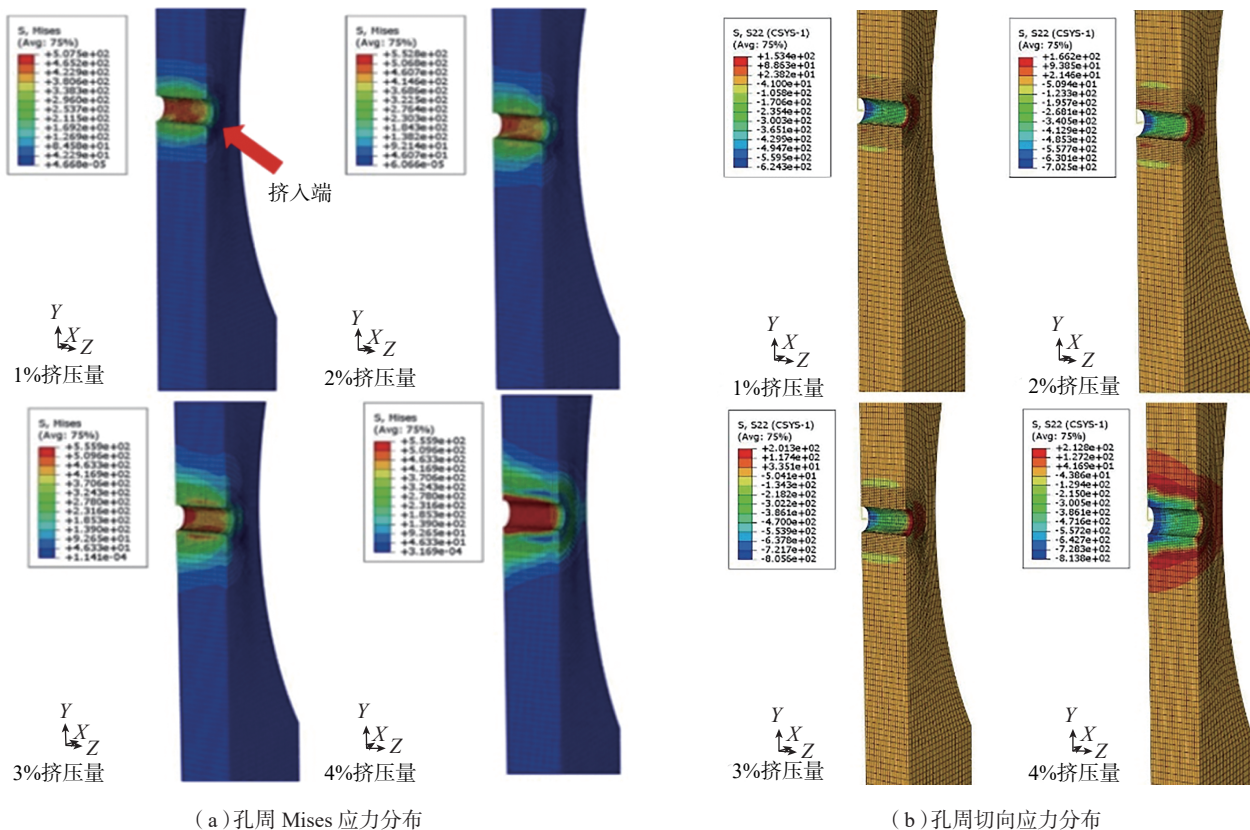 S, Mises
(Avg: 75%)
+5.075e+02
+4.652e+02
+4.229e+02
+3.806e+02
+3.383e+02
+2.960e+02
+2.537e+02
+2.115e+02
+1.692e+02
+1.269e+02
+8.458e+01
+4.229e+01
+4.668e-05
挤入端
Y
X
Z
1%挤压量
S, Mises
(Avg: 75%)
+5.528e+02
+5.068e+02
+4.607e+02
+4.146e+02
+3.686e+02
+3.225e+02
+2.764e+02
+2.303e+02
+1.843e+02
+1.382e+02
+9.214e+01
+4.607e+01
+6.066e-05
Y
X
Z
2%挤压量
S, Mises
(Avg: 75%)
+5.559e+02
+5.096e+02
+4.633e+02
+4.169e+02
+3.706e+02
+3.243e+02
+2.780e+02
+2.316e+02
+1.853e+02
+1.390e+02
+9.265e+01
+4.633e+01
+1.141e-04
Y
X
Z
3%挤压量
S, Mises
(Avg: 75%)
+5.559e+02
+5.096e+02
+4.633e+02
+4.169e+02
+3.706e+02
+3.243e+02
+2.780e+02
+2.316e+02
+1.853e+02
+1.390e+02
+9.265e+01
+4.633e+01
+3.169e-04
Y
X
Z
4%挤压量
(a)孔周 Mises 应力分布
S, S22 (CSYS-1)
(Avg: 75%)
+1.534e+02
+8.863e+01
+2.382e+01
-4.100e+01
-1.058e+02
-1.706e+02
-2.354e+02
-3.003e+02
-3.651e+02
-4.299e+02
-4.947e+02
-5.595e+02
-6.243e+02
Y
X
Z
1%挤压量
S, S22 (CSYS-1)
(Avg: 75%)
+1.662e+02
+9.385e+01
+2.146e+01
-5.094e+01
-1.233e+02
-1.957e+02
-2.681e+02
-3.405e+02
-4.129e+02
-4.853e+02
-5.577e+02
-6.301e+02
-7.025e+02
Y
X
Z
2%挤压量
S, S22 (CSYS-1)
(Avg: 75%)
+2.013e+02
+1.174e+02
+3.351e+01
-5.041e+01
-1.343e+02
-2.182e+02
-3.022e+02
-3.861e+02
-4.700e+02
-5.539e+02
-6.378e+02
-7.217e+02
-8.056e+02
Y
X
Z
3%挤压量
S, S22 (CSYS-1)
(Avg: 75%)
+2.128e+02
+1.272e+02
+4.169e+01
-4.386e+01
-1.294e+02
-2.150e+02
-3.005e+02
-3.861e+02
-4.716e+02
-5.572e+02
-6.427e+02
-7.283e+02
-8.138e+02
Y
X
Z
4%挤压量
(b)孔周切向应力分布